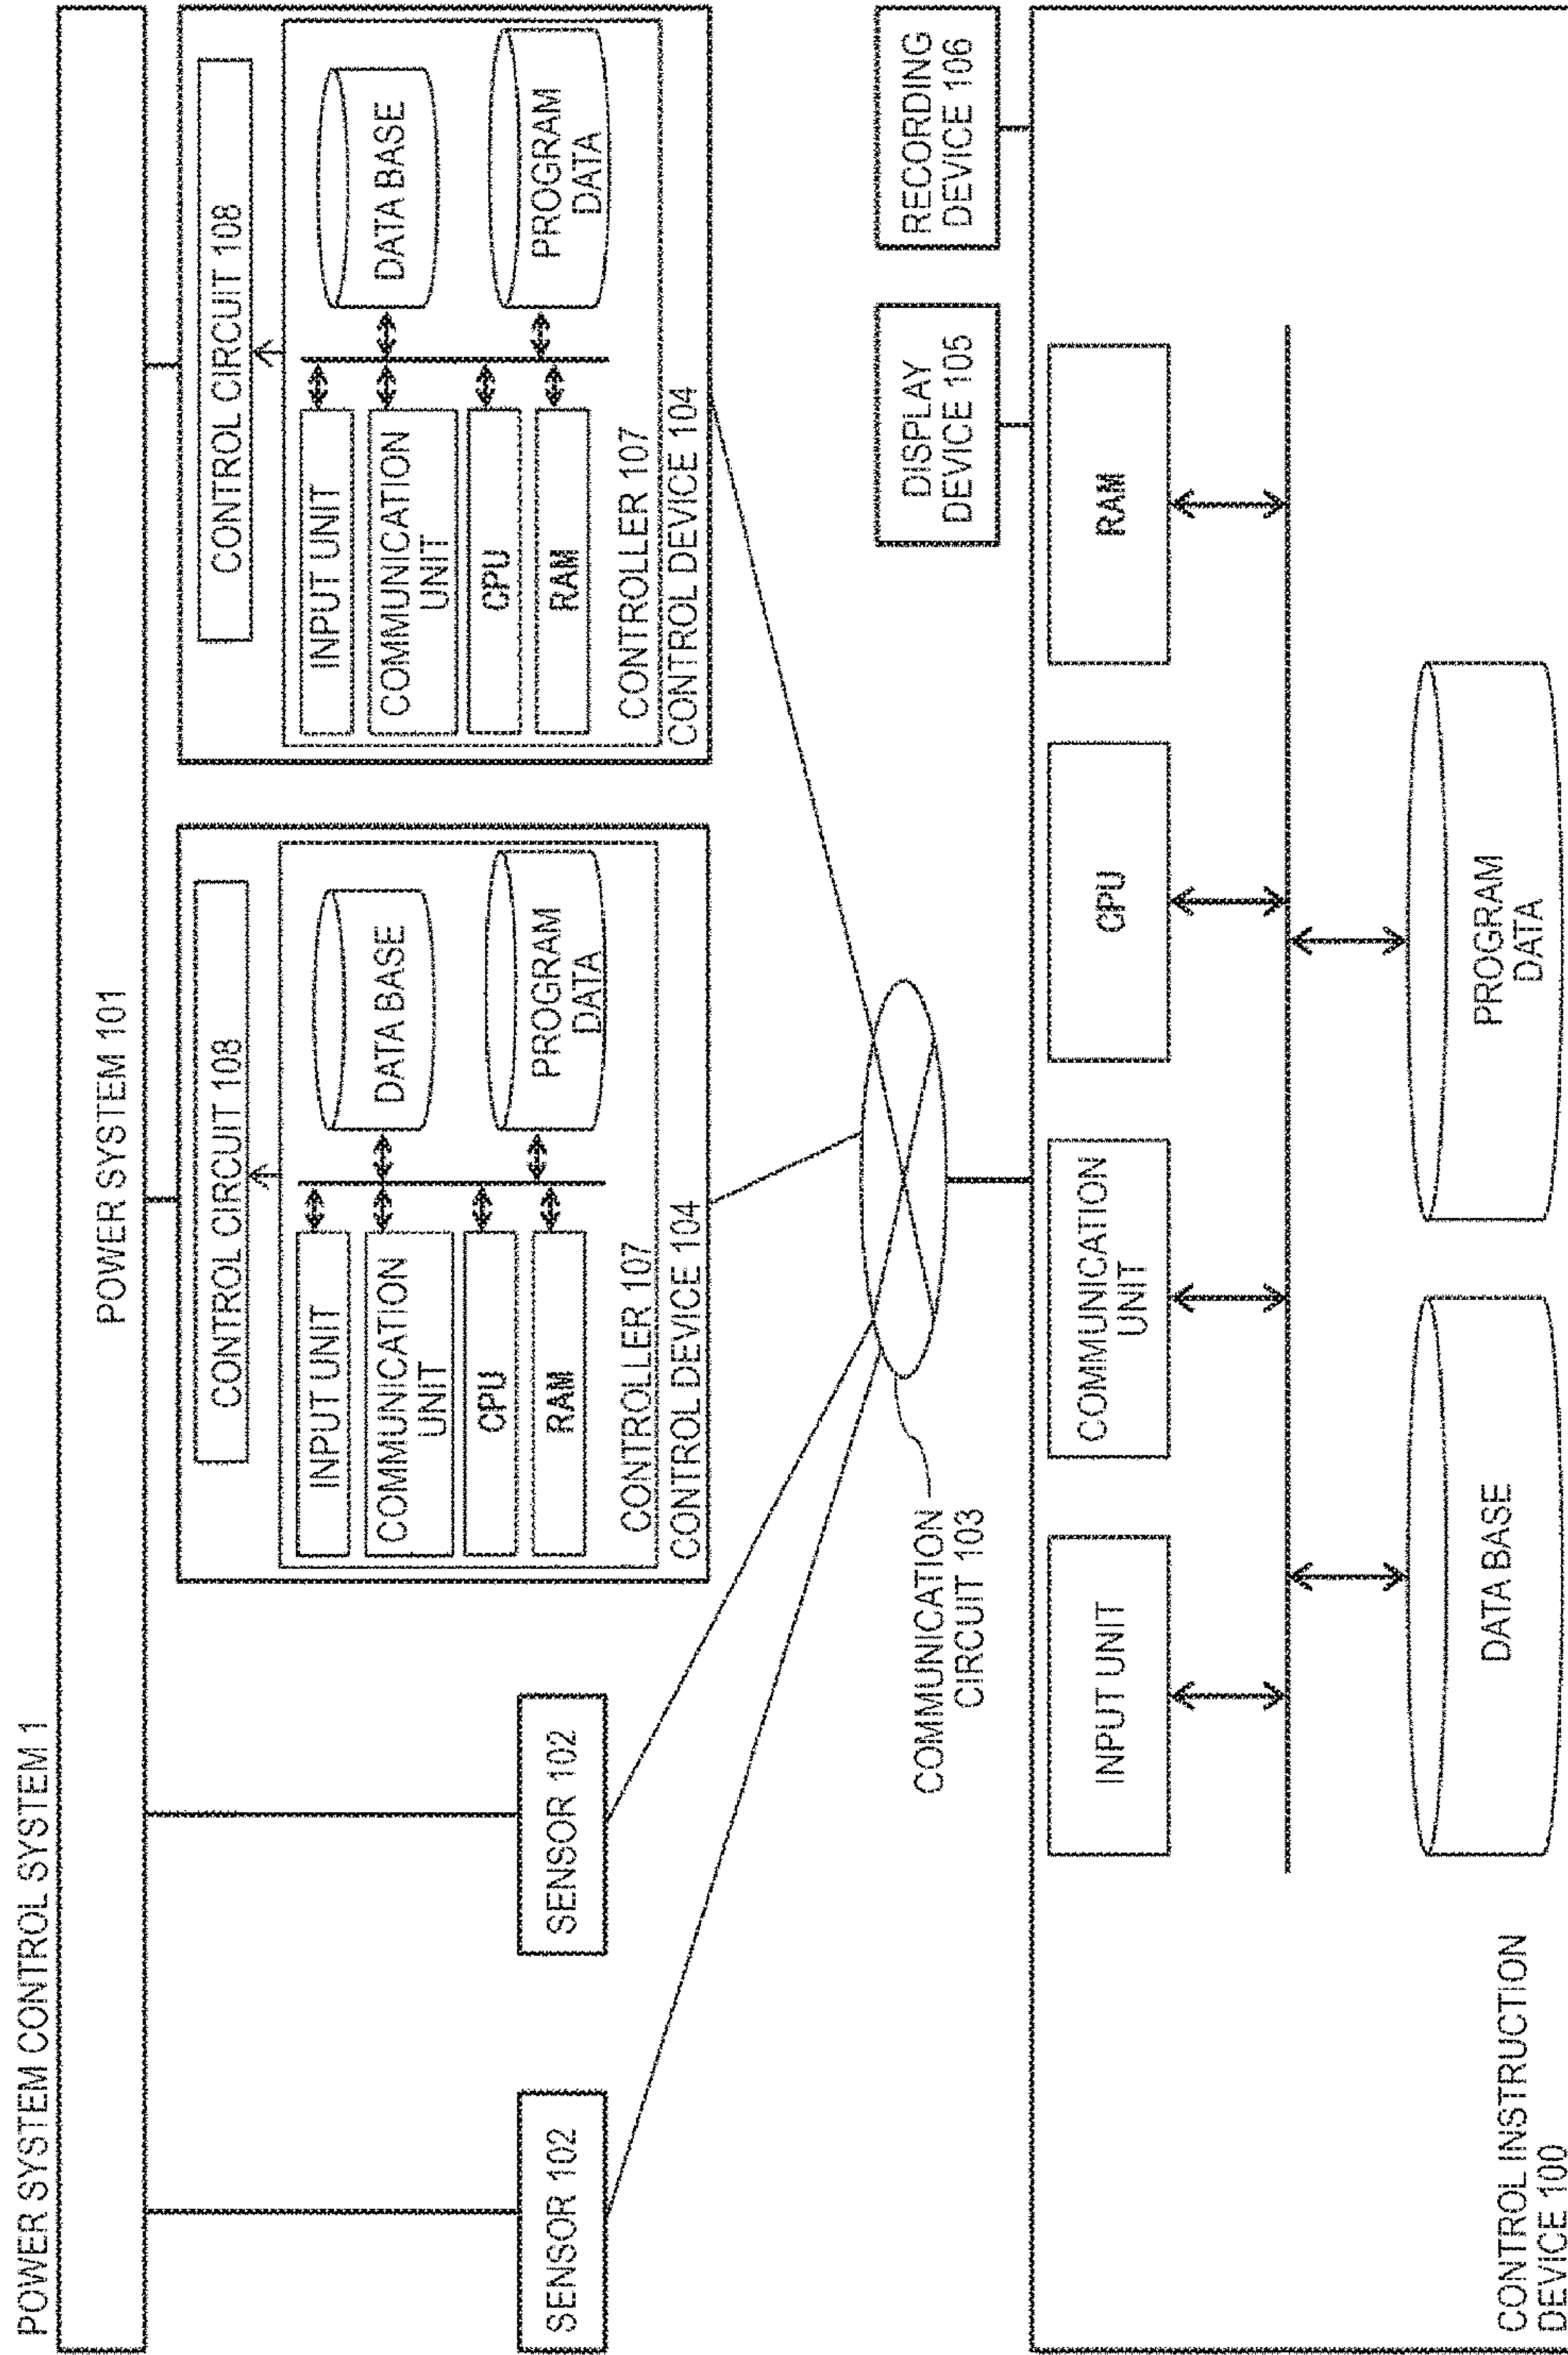 POWER SYSTEM CONTROL SYSTEM 1
POWER SYSTEM 101
SENSOR 102
SENSOR 102
CONTROL CIRCUIT 108
INPUT UNIT
COMMUNICATION
UNIT
CPU
RAM
DATA BASE
PROGRAM
DATA
CONTROLLER 107
CONTROL DEVICE 104
CONTROL CIRCUIT 108
INPUT UNIT
COMMUNICATION
UNIT
CPU
RAM
DATA BASE
PROGRAM
DATA
CONTROLLER 107
CONTROL DEVICE 104
COMMUNICATION
CIRCUIT 103
DISPLAY
DEVICE 105
RECORDING
DEVICE 106
INPUT UNIT
COMMUNICATION
UNIT
CPU
RAM
DATA BASE
PROGRAM
DATA
CONTROL INSTRUCTION
DEVICE 100